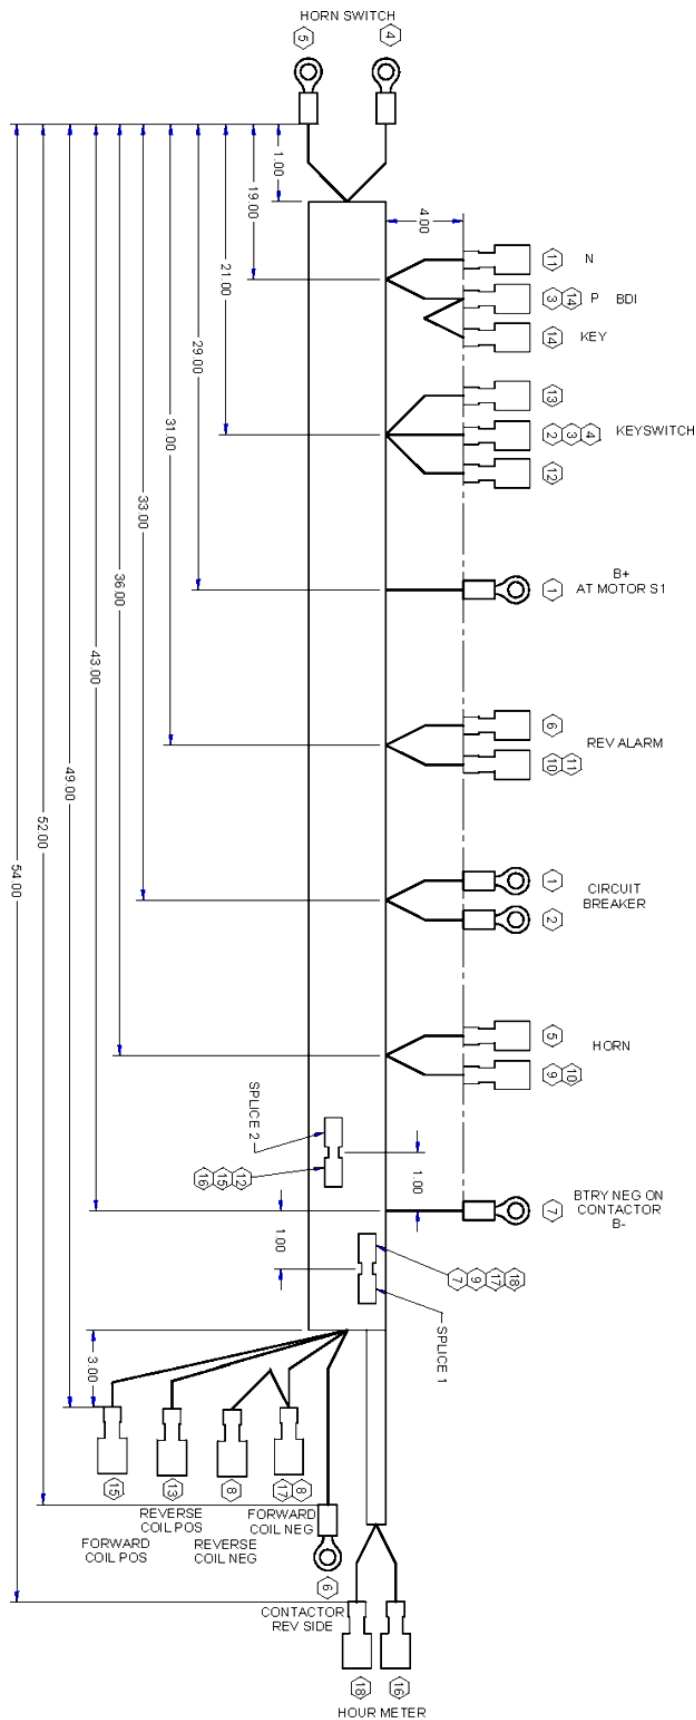 HORN SWITCH
5
4
1.00
19.00
21.00
29.00
31.00
33.00
36.00
43.00
49.00
52.00
54.00
4.00
11
N
3
14
P
BDI
14
KEY
13
2
3
4
KEYSWITCH
12
1
B+
AT MOTOR S1
6
REV ALARM
10
11
1
CIRCUIT
BREAKER
2
5
HORN
9
10
SPLICE 2
16
15
12
1.00
7
BTRY NEG ON
CONTACTOR
B-
1.00
7
9
17
18
SPLICE 1
3.00
15
13
8
17
8
REVERSE
COIL POS
FORWARD
COIL NEG
FORWARD
COIL POS
REVERSE
COIL NEG
6
CONTACTOR
REV SIDE
18
16
HOUR METER